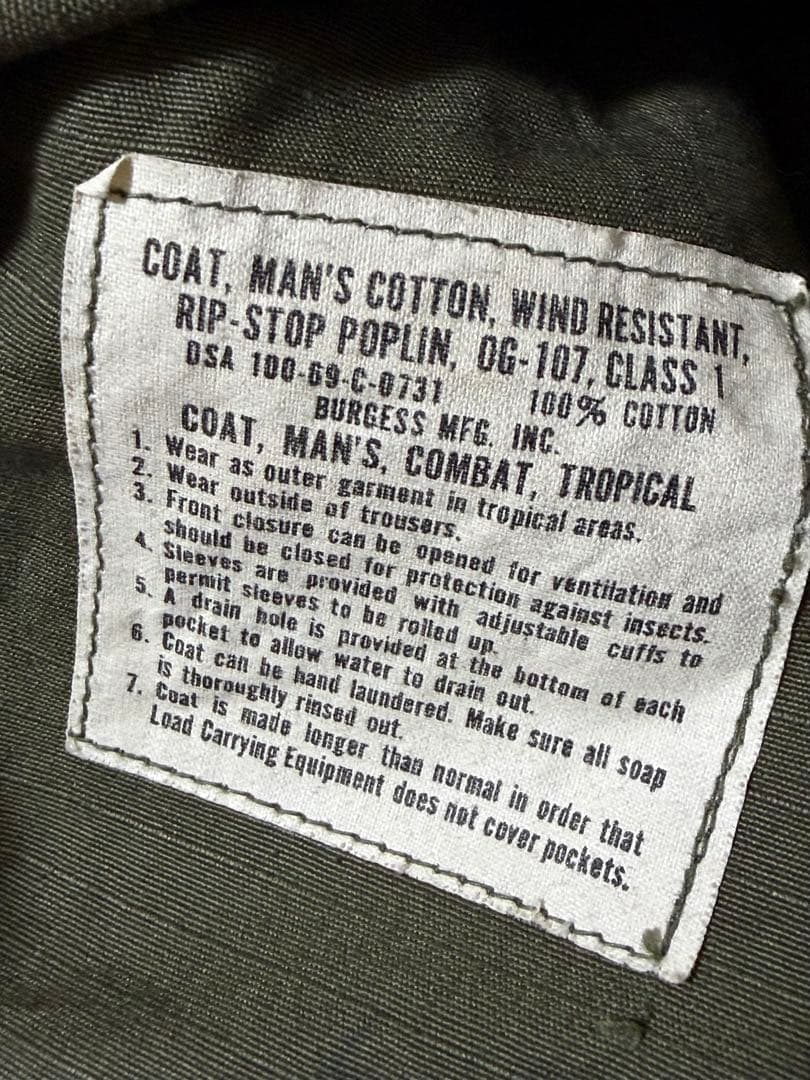 COAT, MAN'S COTTON, WIND RESISTANT,
RIP-STOP POPLIN, OG-107, CLASS 1
DSA 100-69-C-0731 100% COTTON
BURGESS MFG. INC.
COAT, MAN'S, COMBAT, TROPICAL
1. Wear as outer garment in tropical areas.
2. Wear outside of trousers.
3. Front closure can be opened for ventilation and
should be closed for protection against insects.
4. Sleeves are provided with adjustable cuffs to
permit sleeves to be rolled up.
5. A drain hole is provided at the bottom of each
pocket to allow water to drain out.
6. Coat can be hand laundered. Make sure all soap
is thoroughly rinsed out.
7. Coat is made longer than normal in order that
Load Carrying Equipment does not cover pockets.